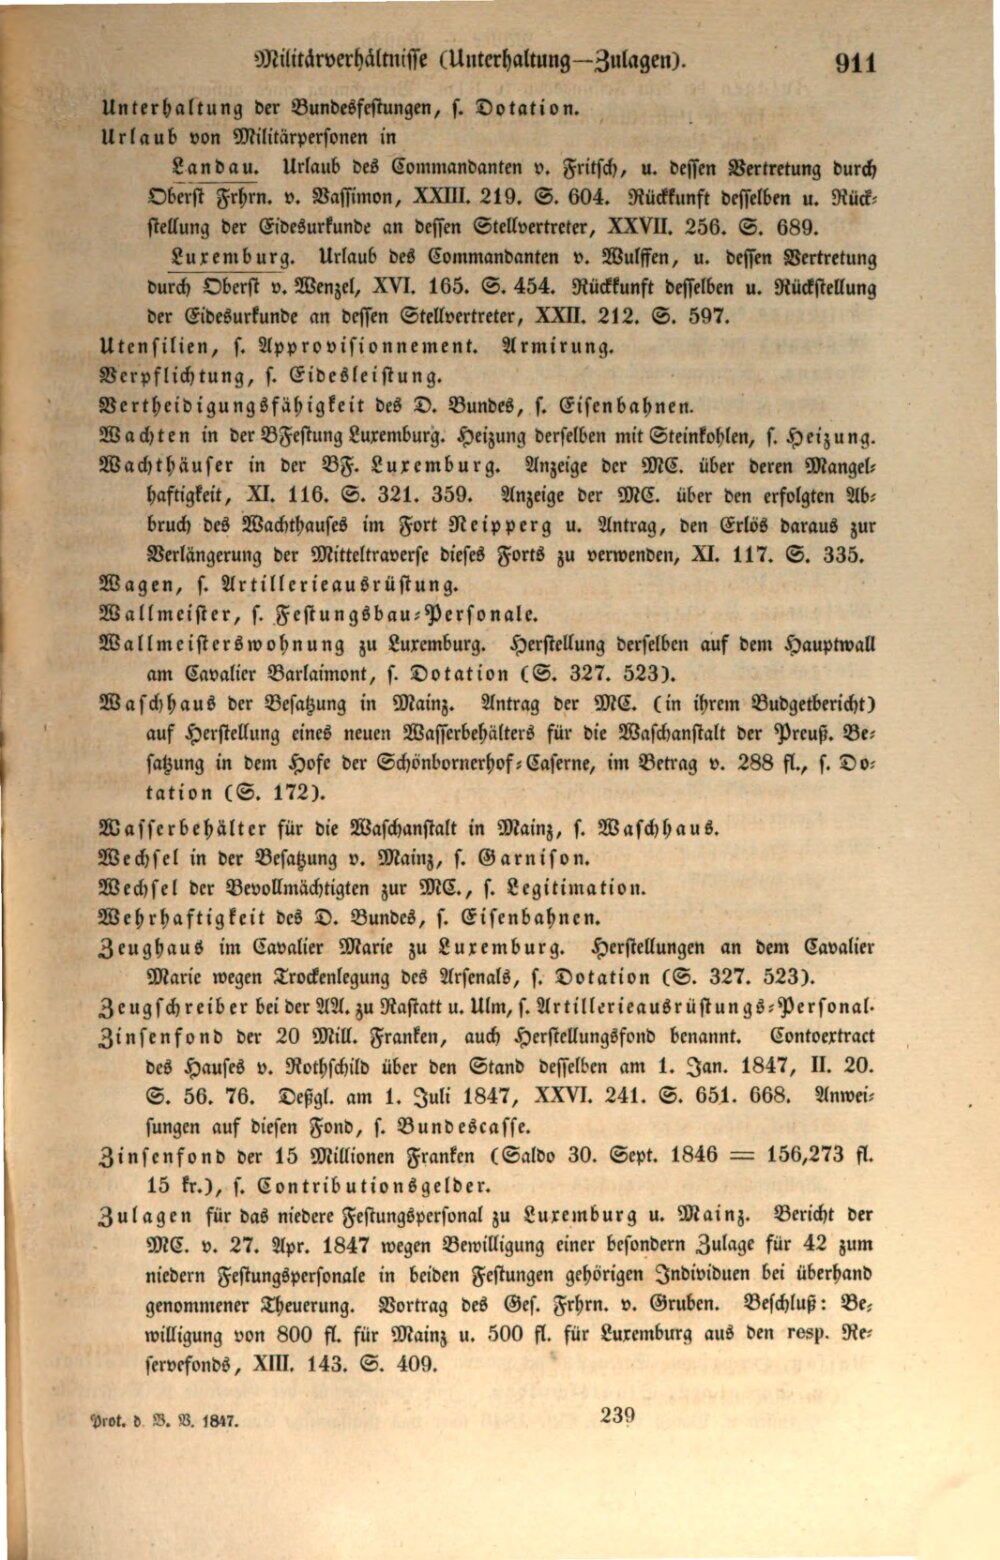 Militärverhältnisse (Unterhaltung—Zulagen). 911
Unterhaltung der Bundesfestungen, s. Dotation.
Urlaub von Militärpersonen in
Landau. Urlaub des Commandanten v. Fritsch, u. dessen Vertretung durch
Oberst Frhrn. v. Vassimon, XXIII. 219. S. 604. Rückkunft desselben u. Rück-
stellung der Eidesurkunde an dessen Stellvertreter, XXVII. 256. S. 689.
Luxemburg. Urlaub des Commandanten v. Wulffen, u. dessen Vertretung
durch Oberst v. Wenzel, XVI. 165. S. 454. Rückkunft desselben u. Rückstellung
der Eidesurkunde an dessen Stellvertreter, XXII. 212. S. 597.
Utensilien, s. Approvisionnement. Armirung.
Verpflichtung, s. Eidesleistung.
Vertheidigungsfähigkeit des D. Bundes, s. Eisenbahnen.
Wachten in der BFestung Luxemburg. Heizung derselben mit Steinkohlen, s. Heizung.
Wachthäuser in der BF. Luxemburg. Anzeige der MC. über deren Mangel-
haftigkeit, XI. 116. S. 321. 359. Anzeige der MC. über den erfolgten Ab-
bruch des Wachthauses im Fort Neipperg u. Antrag, den Erlös daraus zur
Verlängerung der Mitteltraverse dieses Forts zu verwenden, XI. 117. S. 335.
Wagen, s. Artillerieausrüstung.
Wallmeister, s. Festungsbau-Personale.
Wallmeisterswohnung zu Luxemburg. Herstellung derselben auf dem Hauptwall
am Cavalier Barlaimont, s. Dotation (S. 327. 523).
Waschhaus der Besatzung in Mainz. Antrag der MC. (in ihrem Budgetbericht)
auf Herstellung eines neuen Wasserbehälters für die Waschanstalt der Preuß. Be-
satzung in dem Hofe der Schönbornerhof-Caserne, im Betrag v. 288 fl., s. Do-
tation (S. 172).
Wasserbehälter für die Waschanstalt in Mainz, s. Waschhaus.
Wechsel in der Besatzung v. Mainz, s. Garnison.
Wechsel der Bevollmächtigten zur MC., s. Legitimation.
Wehrhaftigkeit des D. Bundes, s. Eisenbahnen.
Zeughaus im Cavalier Marie zu Luxemburg. Herstellungen an dem Cavalier
Marie wegen Trockenlegung des Arsenals, s. Dotation (S. 327. 523).
Zeugschreiber bei der AA. zu Rastatt u. Ulm, s. Artillerieausrüstungs-Personal.
Zinsenfond der 20 Mill. Franken, auch Herstellungsfond benannt. Contoextract
des Hauses v. Rothschild über den Stand desselben am 1. Jan. 1847, II. 20.
S. 56. 76. Deßgl. am 1. Juli 1847, XXVI. 241. S. 651. 668. Anwei-
sungen auf diesen Fond, s. Bundescasse.
Zinsenfond der 15 Millionen Franken (Saldo 30. Sept. 1846 = 156,273 fl.
15 kr.), s. Contributionsgelder.
Zulagen für das niedere Festungspersonal zu Luxemburg u. Mainz. Bericht der
MC. v. 27. Apr. 1847 wegen Bewilligung einer besondern Zulage für 42 zum
niedern Festungspersonale in beiden Festungen gehörigen Individuen bei überhand
genommener Theuerung. Vortrag des Ges. Frhrn. v. Gruben. Beschluß: Be-
willigung von 800 fl. für Mainz u. 500 fl. für Luxemburg aus den resp. Re-
servefonds, XIII. 143. S. 409.
Prot. d. B. V. 1847. 239